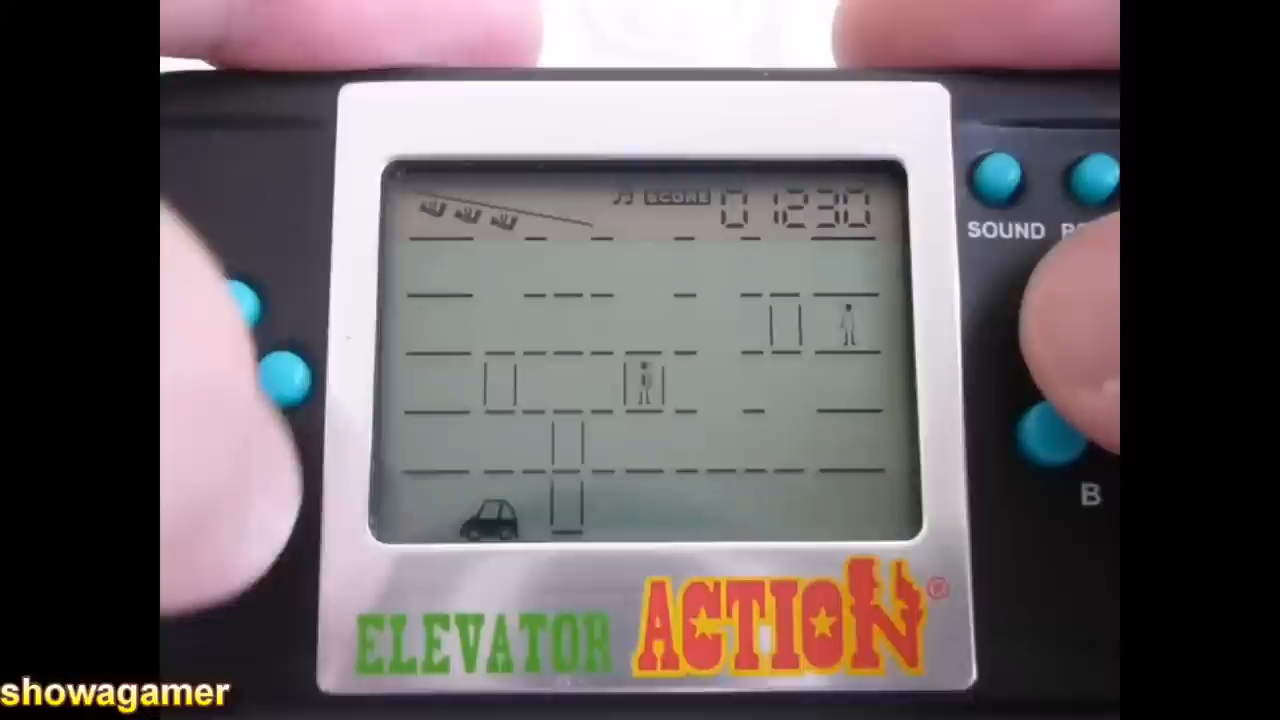 SCORE 01230
SOUND
B
ELEVATOR ACTION®
showagamer